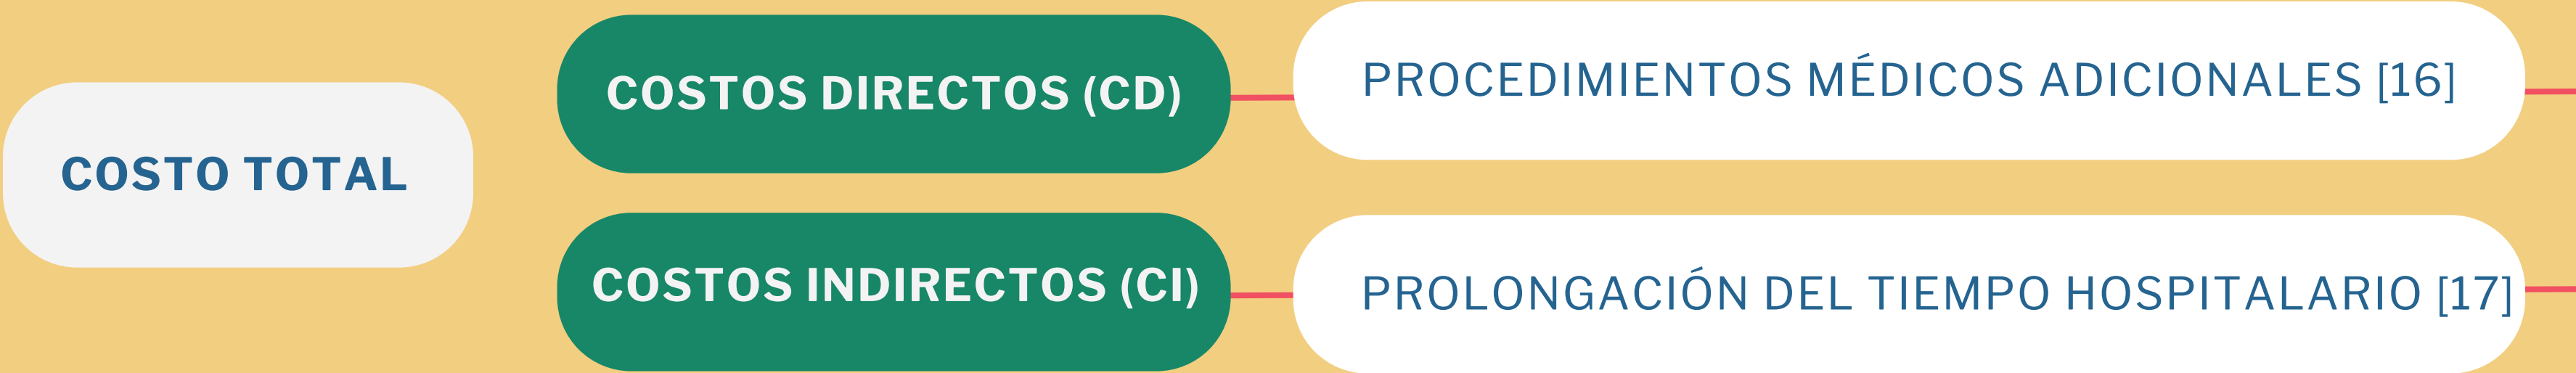 COSTO TOTAL
COSTOS DIRECTOS (CD)
PROCEDIMIENTOS MÉDICOS ADICIONALES [16]
COSTOS INDIRECTOS (CI)
PROLONGACIÓN DEL TIEMPO HOSPITALARIO [17]